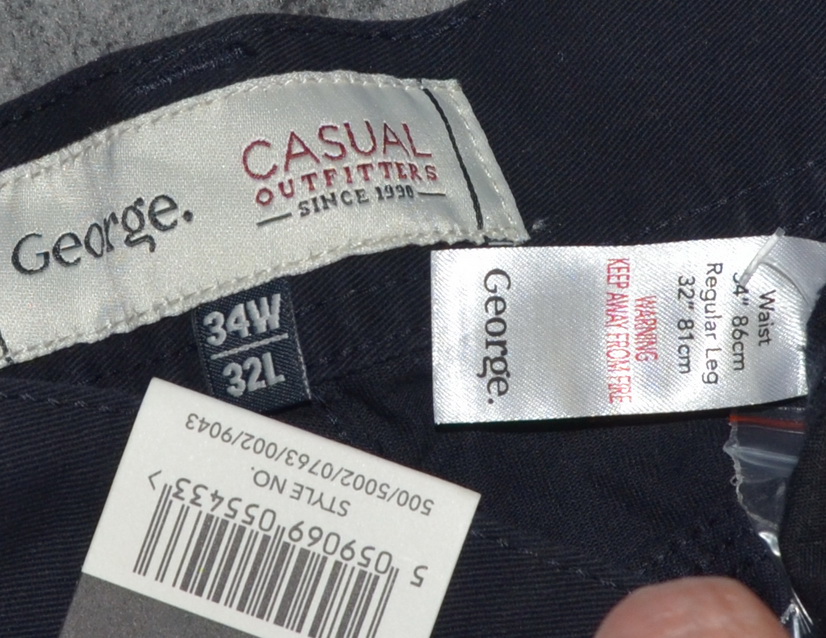 George.
CASUAL
OUTFITTERS
SINCE 1990
34W
32L
George.
WARNING
KEEP AWAY FROM FIRE
Waist
34" 86cm
Regular Leg
32" 81cm
500/5002/0763/002/9043
STYLE NO.
5 059069 055433 >